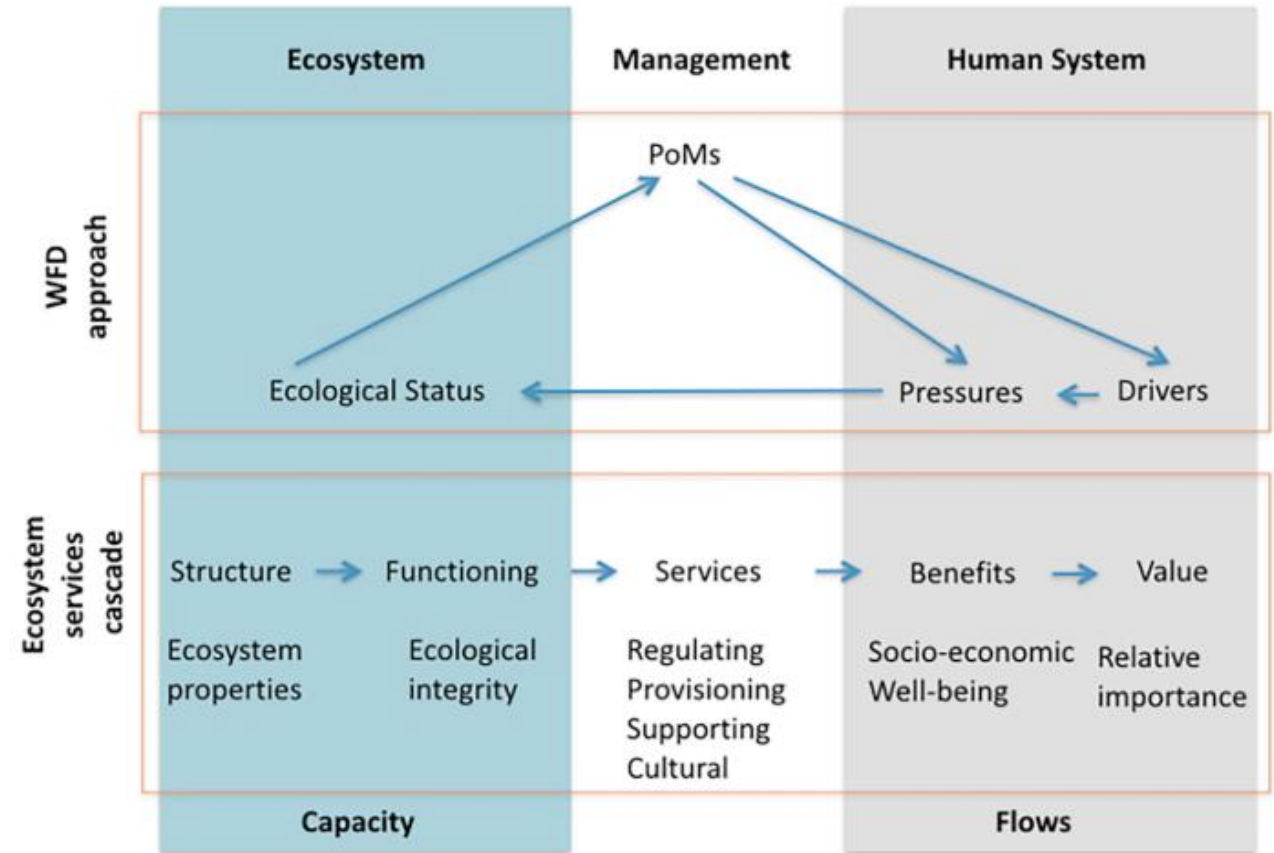 Ecosystem
Management
Human System
WFD
approach
PoMs
Ecological Status
Pressures
Drivers
Ecosystem
services
cascade
Structure
Functioning
Services
Benefits
Value
Ecosystem
properties
Ecological
integrity
Regulating
Provisioning
Supporting
Cultural
Socio-economic
Well-being
Relative
importance
Capacity
Flows